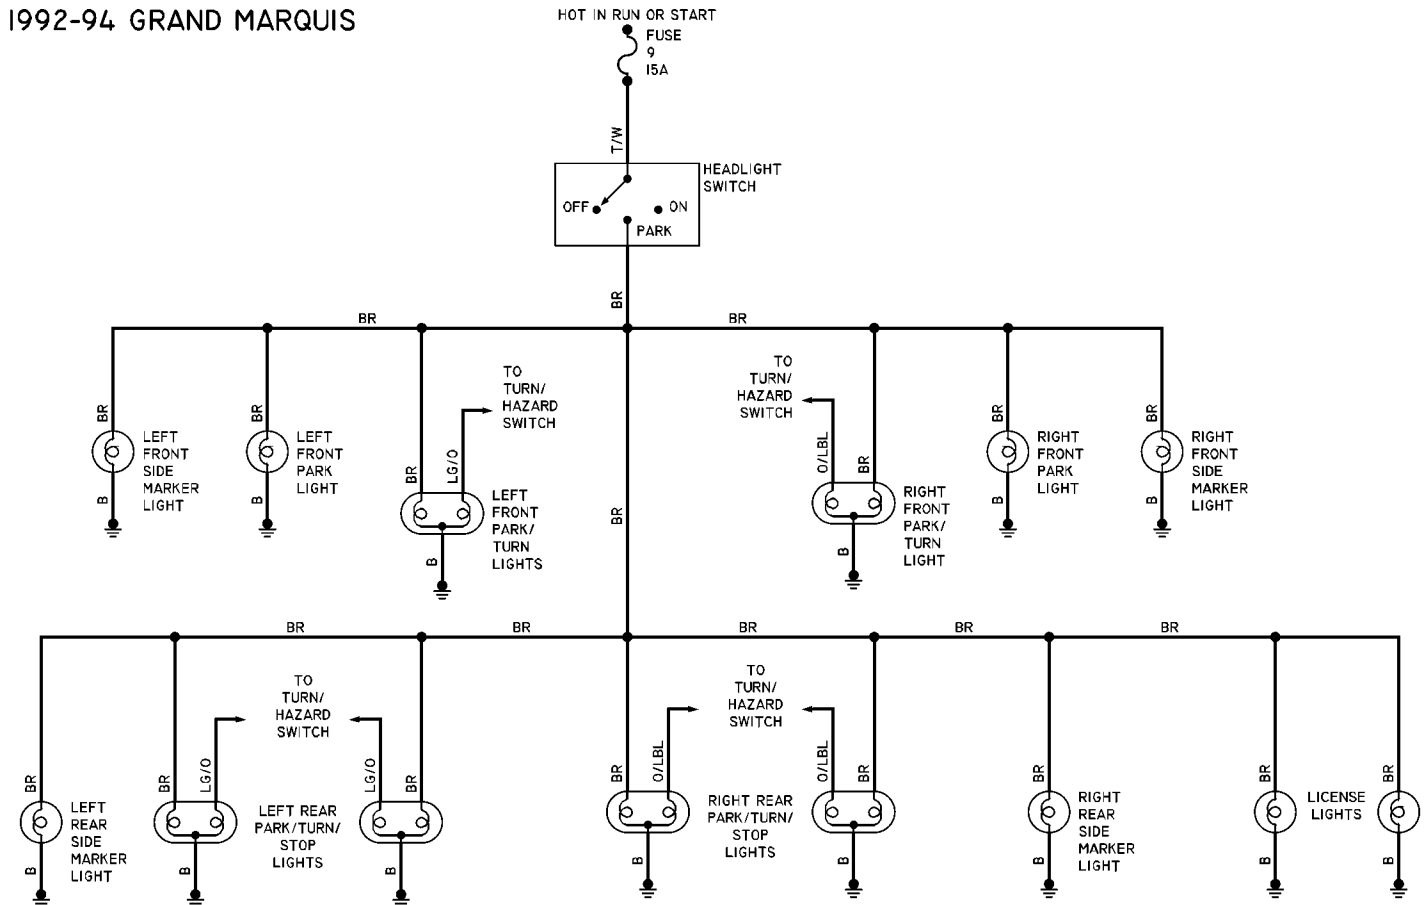 1992-94 GRAND MARQUIS
HOT IN RUN OR START
FUSE
9
15A
T/W
HEADLIGHT
SWITCH
OFF
ON
PARK
BR
BR
BR
TO
TURN/
HAZARD
SWITCH
TO
TURN/
HAZARD
SWITCH
BR
LEFT
FRONT
SIDE
MARKER
LIGHT
B
BR
LEFT
FRONT
PARK
LIGHT
B
BR
LG/O
LEFT
FRONT
PARK/
TURN
LIGHTS
B
BR
O/LBL
BR
RIGHT
FRONT
PARK/
TURN
LIGHT
B
BR
RIGHT
FRONT
PARK
LIGHT
B
BR
RIGHT
FRONT
SIDE
MARKER
LIGHT
B
BR
BR
BR
BR
BR
TO
TURN/
HAZARD
SWITCH
TO
TURN/
HAZARD
SWITCH
BR
LEFT
REAR
SIDE
MARKER
LIGHT
B
BR
LG/O
B
LEFT REAR
PARK/TURN/
STOP
LIGHTS
LG/O
BR
B
BR
O/LBL
B
RIGHT REAR
PARK/TURN/
STOP
LIGHTS
O/LBL
BR
B
BR
RIGHT
REAR
SIDE
MARKER
LIGHT
B
BR
B
LICENSE
LIGHTS
BR
B